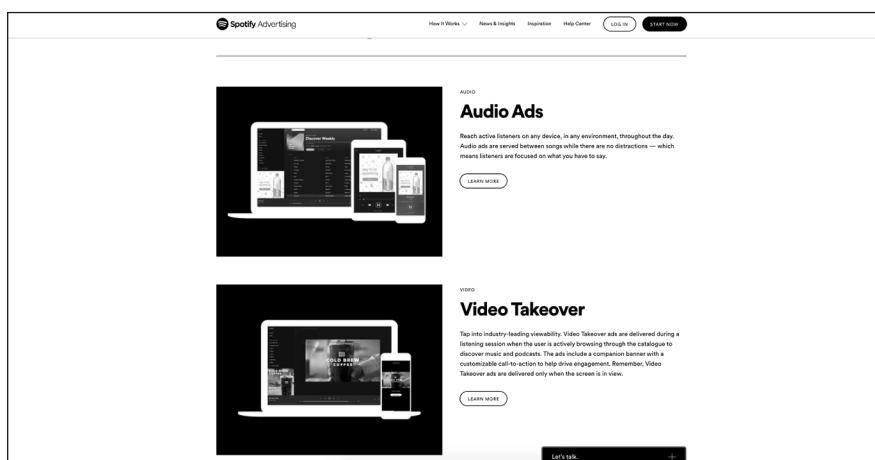 Spotify Advertising
How It Works
News & Insights
Inspiration
Help Center
LOG IN
START NOW
AUDIO
Audio Ads
Reach active listeners on any device, in any environment, throughout the day.
Audio ads are served between songs while there are no distractions — which
means listeners are focused on what you have to say.
LEARN MORE
Discover Weekly
VIDEO
Video Takeover
Tap into industry-leading viewability. Video Takeover ads are delivered during a
listening session when the user is actively browsing through the catalogue to
discover music and podcasts. The ads include a companion banner with a
customizable call-to-action to help drive engagement. Remember, Video
Takeover ads are delivered only when the screen is in view.
LEARN MORE
COLD BREW
COFFEE
Let's talk.